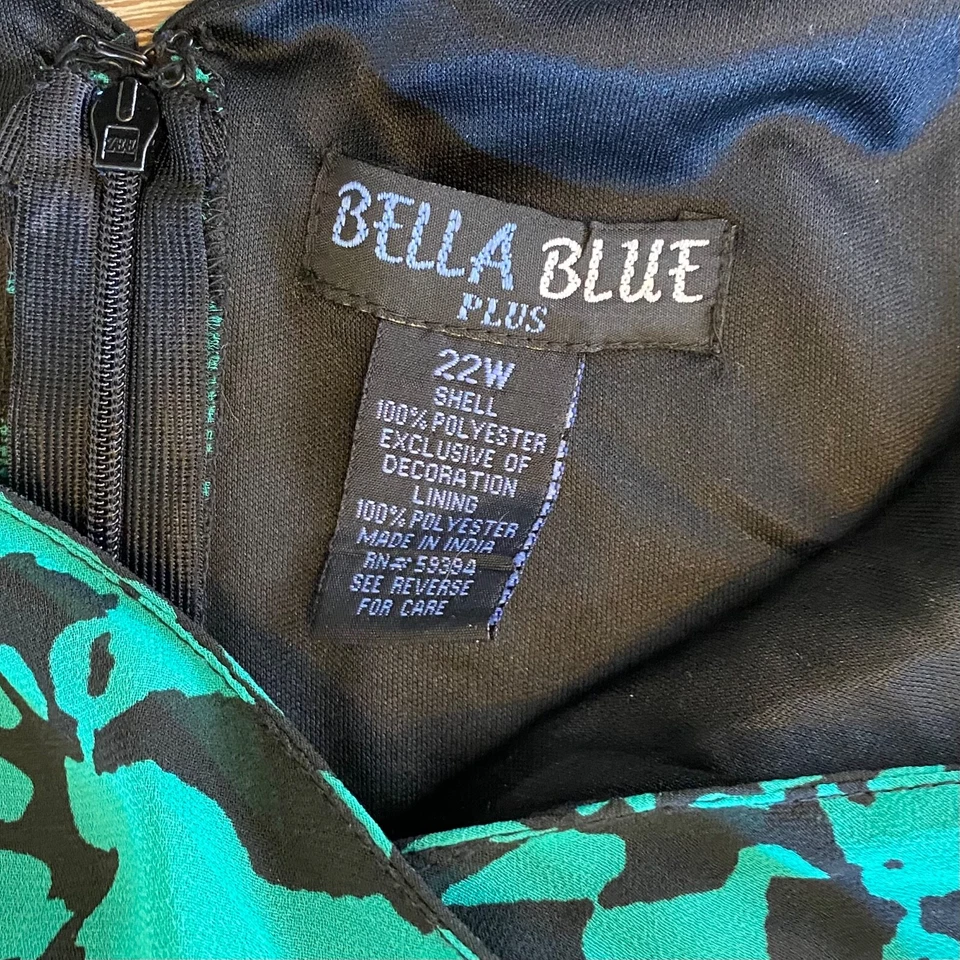 BELLA BLUE
PLUS
22W
SHELL
100% POLYESTER
EXCLUSIVE OF
DECORATION
LINING
100% POLYESTER
MADE IN INDIA
RN# 59394
SEE REVERSE
FOR CARE